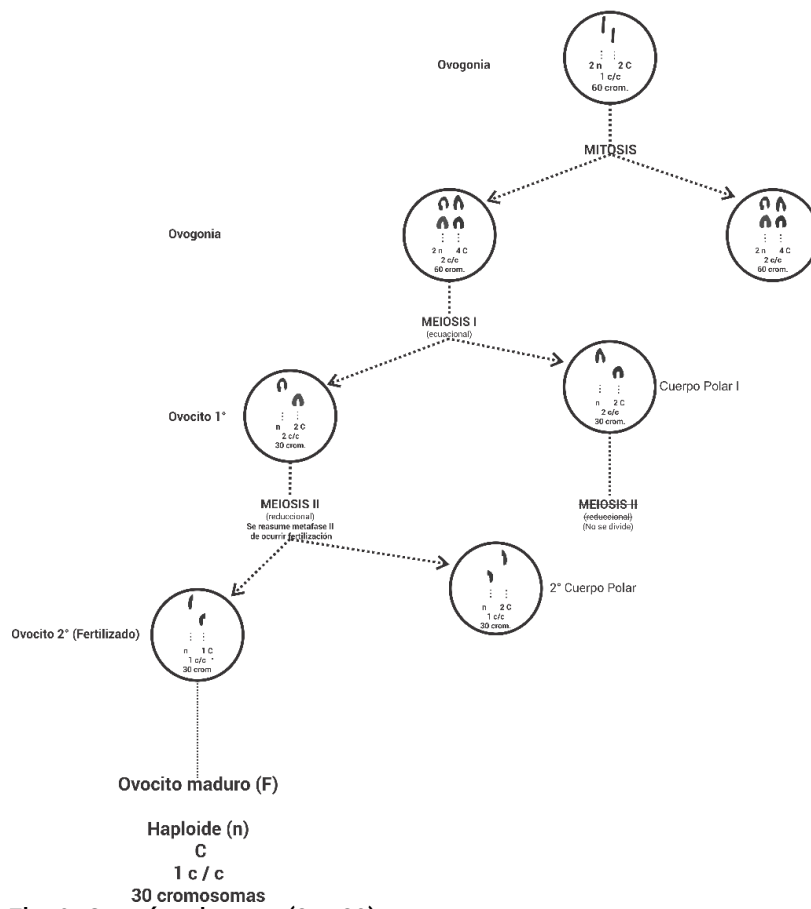 Ovogonia
2 n 2 C
1 c/c
60 crom.
MITOSIS
Ovogonia
2 n 4 C
2 c/c
60 crom.
2 n 4 C
2 c/c
60 crom.
MEIOSIS I
(ecuacional)
Ovocito 1°
n 2 C
2 c/c
30 crom.
n 2 C
2 c/c
30 crom.
Cuerpo Polar I
MEIOSIS II
(reduccional)
Se reasume metafase II
de ocurrir fertilización
MEIOSIS II
(reduccional)
(No se divide)
n 2 C
1 c/c
30 crom.
2° Cuerpo Polar
Ovocito 2° (Fertilizado)
n 1 C
1 c/c
30 crom
Ovocito maduro (F)
Haploide (n)
C
1 c / c
30 cromosomas